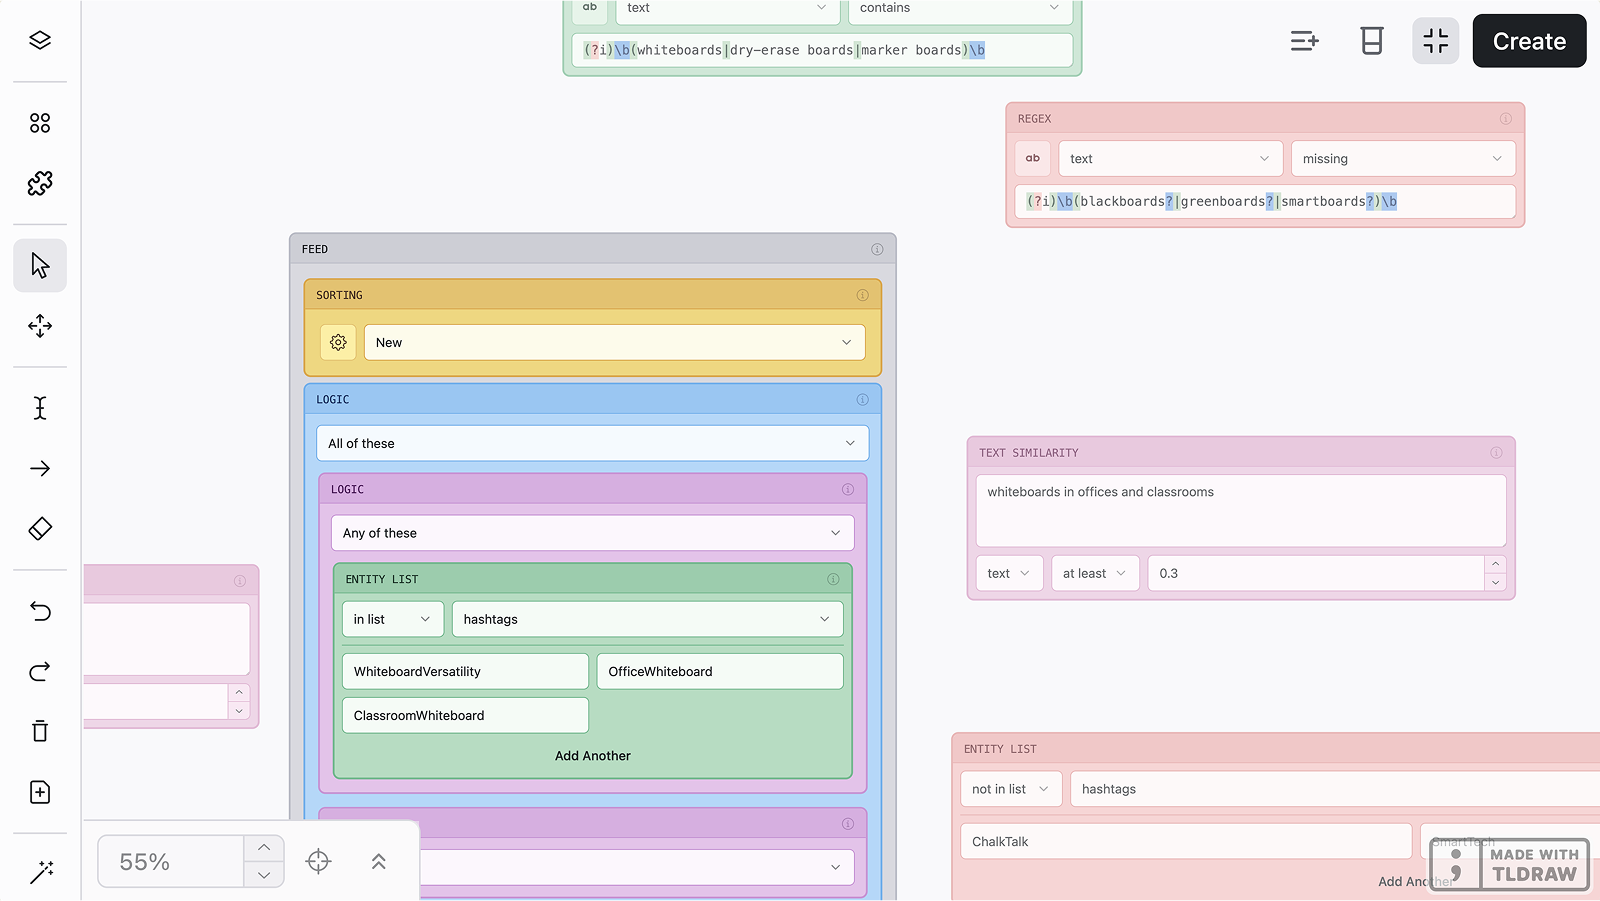 ab text contains
(?i)\b(whiteboards|dry-erase boards|marker boards)\b
Create
REGEX
ab text missing
(?i)\b(blackboards?|greenboards?|smartboards?)\b
FEED
SORTING
New
LOGIC
All of these
LOGIC
Any of these
ENTITY LIST
in list hashtags
WhiteboardVersatility OfficeWhiteboard
ClassroomWhiteboard
Add Another
TEXT SIMILARITY
whiteboards in offices and classrooms
text at least 0.3
ENTITY LIST
not in list hashtags
ChalkTalk SmartTech
Add Another
MADE WITH
TLDRAW
55%